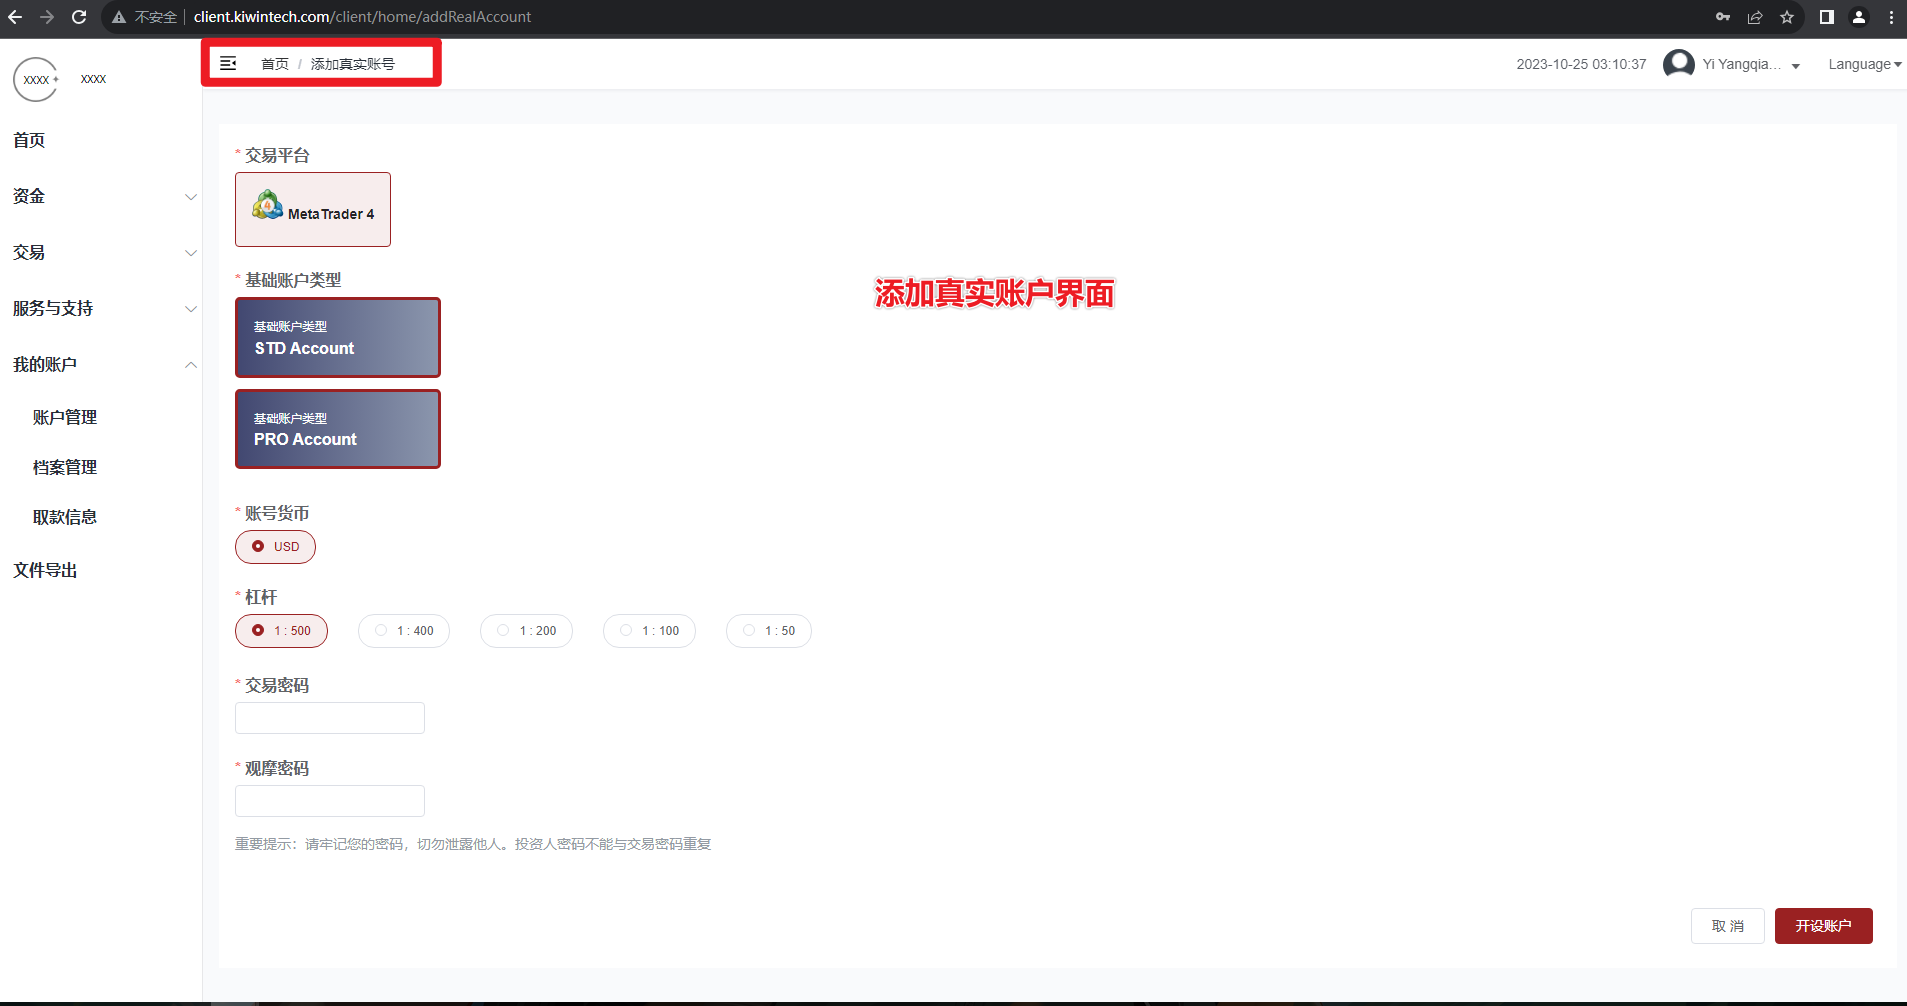 不安全 client.kiwintech.com/client/home/addRealAccount
XXXX XXXX
首页 / 添加真实账号
2023-10-25 03:10:37 Yi Yangqia... Language
首页
资金
交易
服务与支持
我的账户
账户管理
档案管理
取款信息
文件导出
* 交易平台
4 MetaTrader 4
* 基础账户类型
基础账户类型
STD Account
基础账户类型
PRO Account
添加真实账户界面
* 账号货币
USD
* 杠杆
1 : 500 1 : 400 1 : 200 1 : 100 1 : 50
* 交易密码
* 观摩密码
重要提示：请牢记您的密码，切勿泄露他人。投资人密码不能与交易密码重复
取 消 开设账户